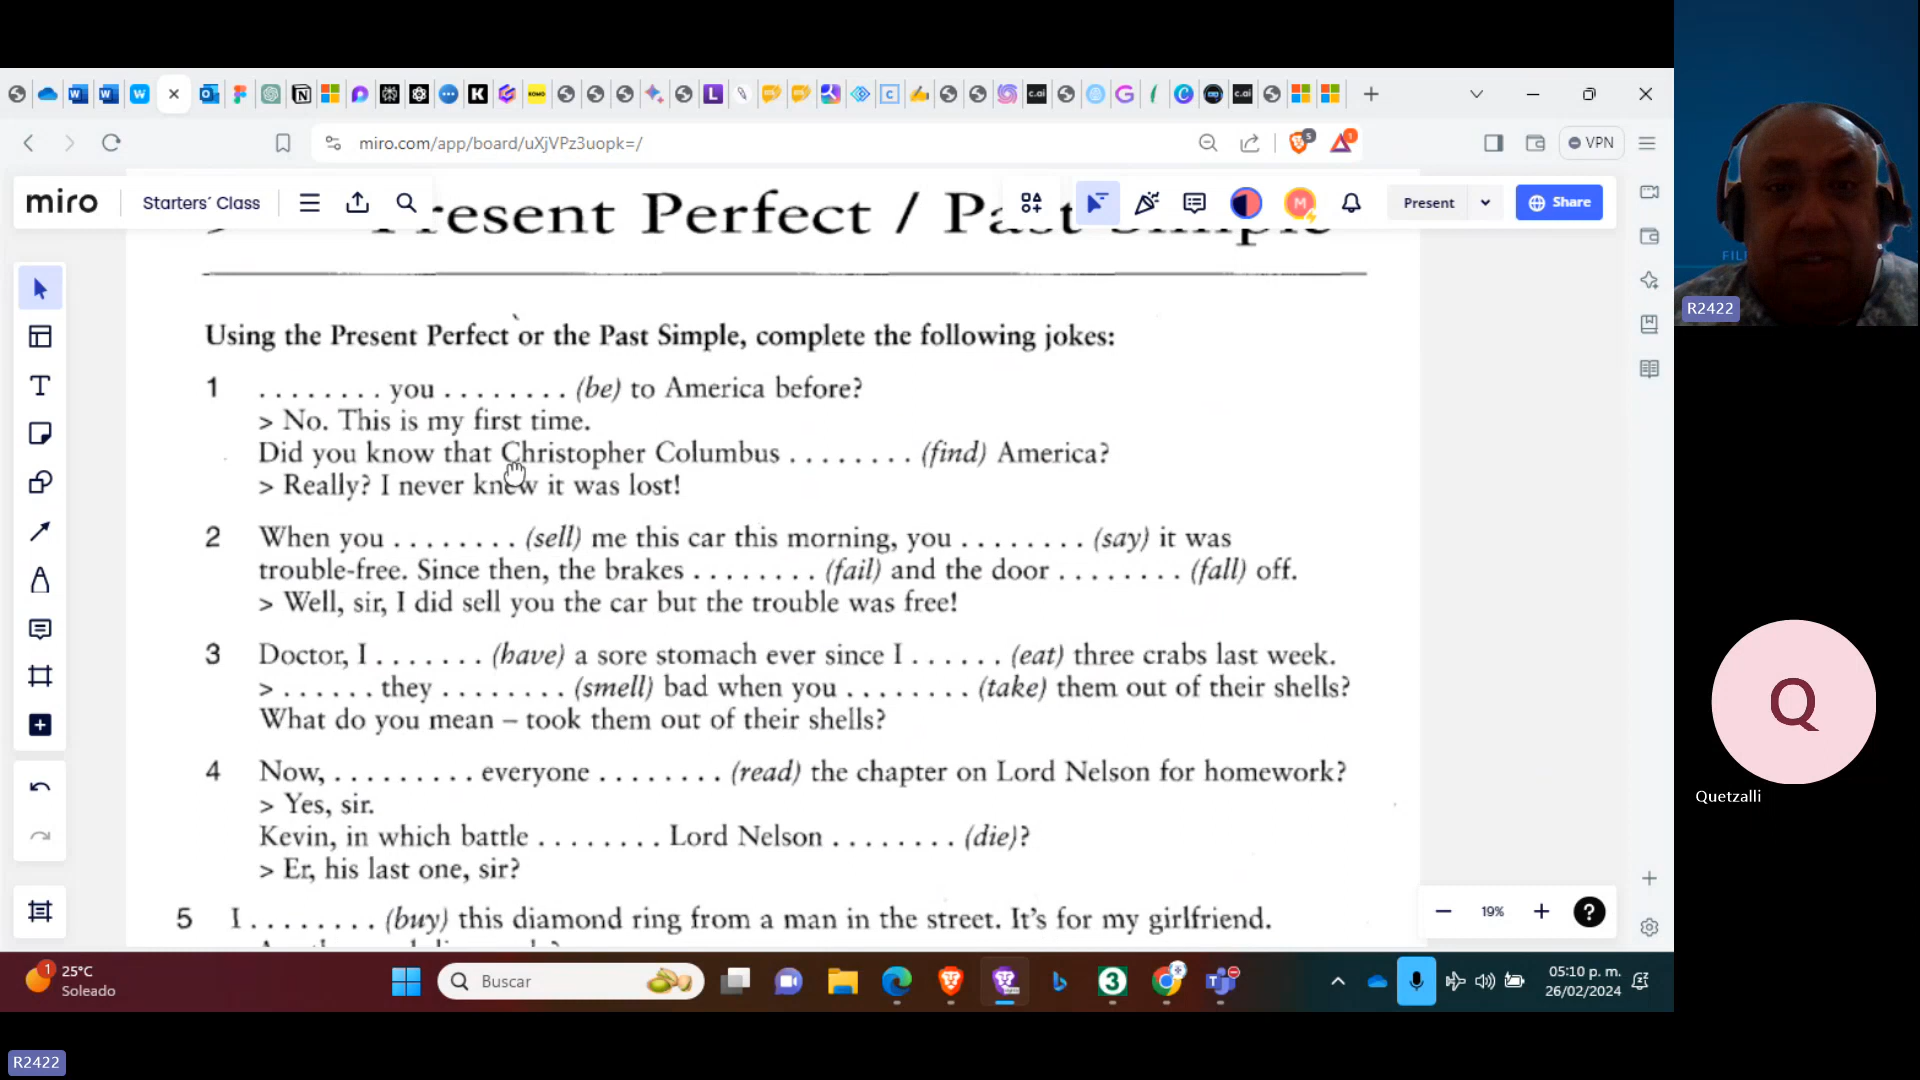 miro.com/app/board/uXjVPz3uopk=/
VPN
miro
Starters´ Class
Present
Share
Present Perfect / Past Simple
Using the Present Perfect or the Past Simple, complete the following jokes:
1 . . . . . . . . you . . . . . . . . (be) to America before?
> No. This is my first time.
Did you know that Christopher Columbus . . . . . . . . (find) America?
> Really? I never knew it was lost!
2 When you . . . . . . . . (sell) me this car this morning, you . . . . . . . . (say) it was
trouble-free. Since then, the brakes . . . . . . . . (fail) and the door . . . . . . . . (fall) off.
> Well, sir, I did sell you the car but the trouble was free!
3 Doctor, I . . . . . . . (have) a sore stomach ever since I . . . . . . (eat) three crabs last week.
> . . . . . . they . . . . . . . . (smell) bad when you . . . . . . . . (take) them out of their shells?
What do you mean – took them out of their shells?
4 Now, . . . . . . . . . everyone . . . . . . . . (read) the chapter on Lord Nelson for homework?
> Yes, sir.
Kevin, in which battle . . . . . . . . Lord Nelson . . . . . . . . (die)?
> Er, his last one, sir?
5 I . . . . . . . . (buy) this diamond ring from a man in the street. It's for my girlfriend.
19%
R2422
Q
Quetzalli
1
25°C
Soleado
Buscar
05:10 p. m.
26/02/2024
R2422